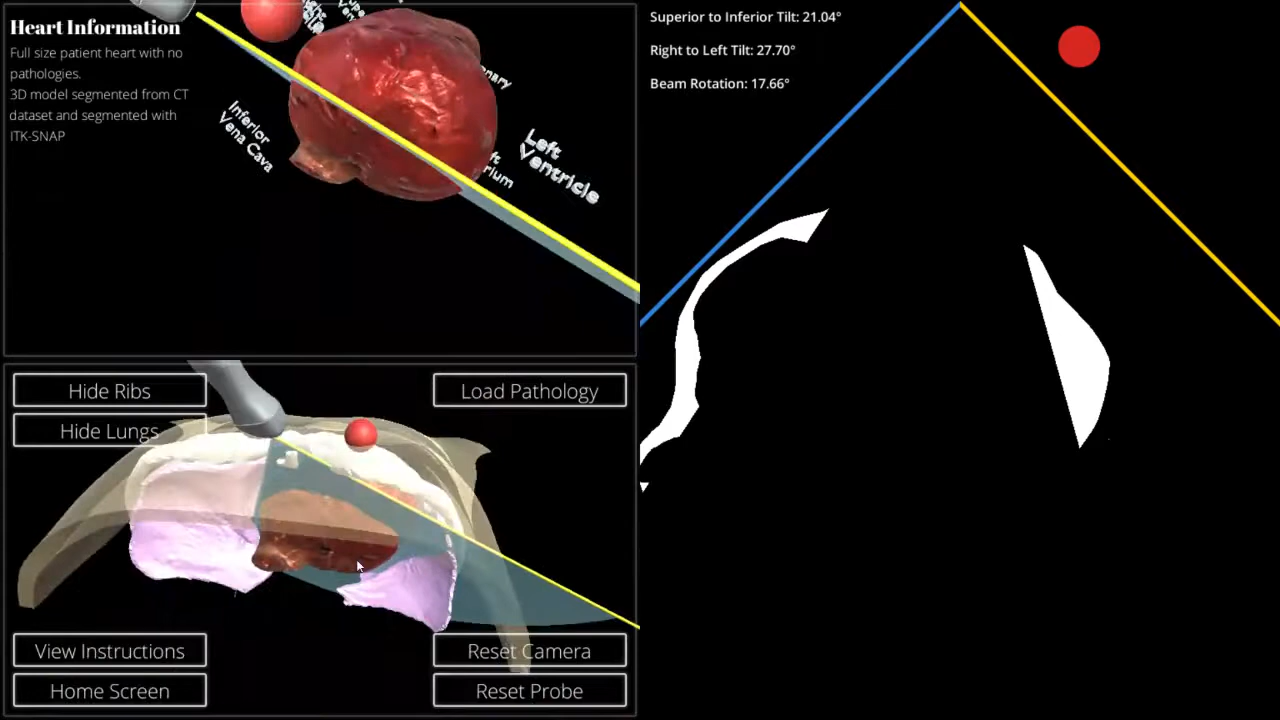 Heart Information
Full size patient heart with no
pathologies.
3D model segmented from CT
dataset and segmented with
ITK-SNAP
Inferior
Vena Cava
Left
Ventricle
Superior to Inferior Tilt: 21.04°
Right to Left Tilt: 27.70°
Beam Rotation: 17.66°
Hide Ribs
Load Pathology
Hide Lungs
View Instructions
Reset Camera
Home Screen
Reset Probe